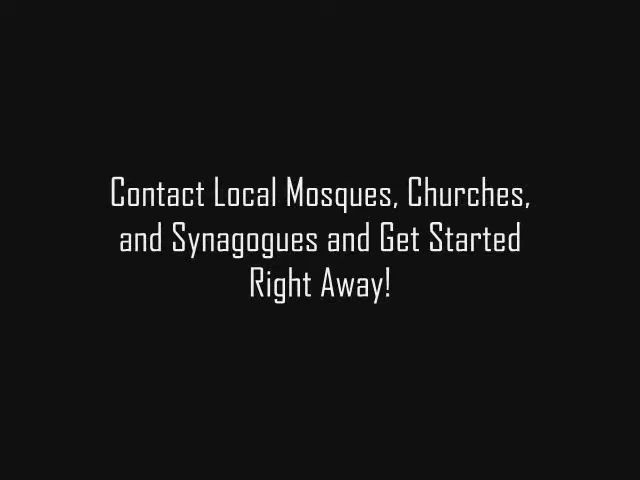 Contact Local Mosques, Churches,
and Synagogues and Get Started
Right Away!